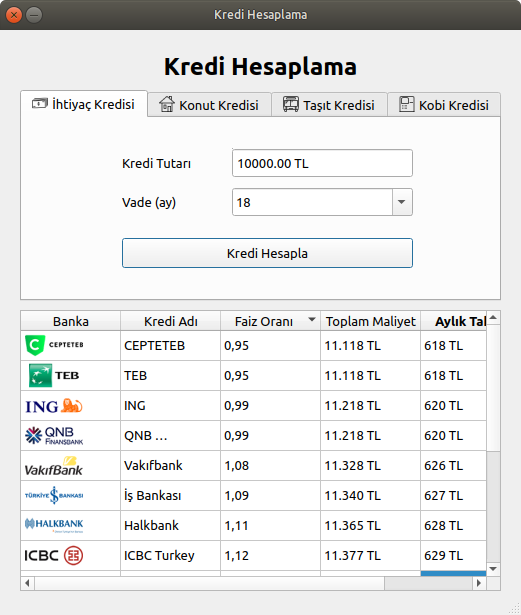 Kredi Hesaplama
Kredi Hesaplama
İhtiyaç Kredisi Konut Kredisi Taşıt Kredisi Kobi Kredisi
Kredi Tutarı 10000.00 TL
Vade (ay) 18
Kredi Hesapla
Banka Kredi Adı Faiz Oranı Toplam Maliyet Aylık Tal
C CEPTETEB CEPTETEB 0,95 11.118 TL 618 TL
TEB TEB 0,95 11.118 TL 618 TL
ING ING 0,99 11.218 TL 620 TL
QNB FİNANSBANK QNB ... 0,99 11.218 TL 620 TL
VakıfBank Vakıfbank 1,08 11.328 TL 626 TL
TÜRKİYE İŞ BANKASI İş Bankası 1,09 11.340 TL 627 TL
HALKBANK Halkbank 1,11 11.365 TL 628 TL
ICBC ICBC Turkey 1,12 11.377 TL 629 TL